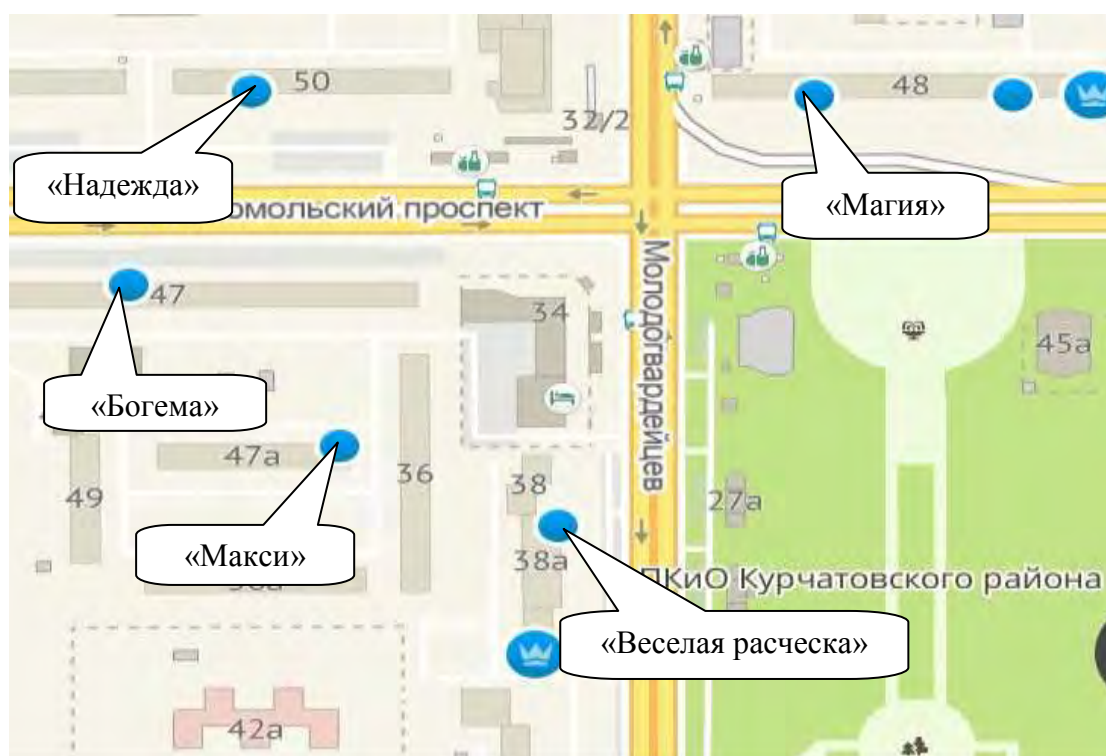 50
48
32/2
«Надежда»
«Магия»
омольский проспект
47
34
Молодогвардейцев
45а
«Богема»
47а
36
38
49
27а
«Макси»
38а
ПКиО Курчатовского района
«Веселая расческа»
42а